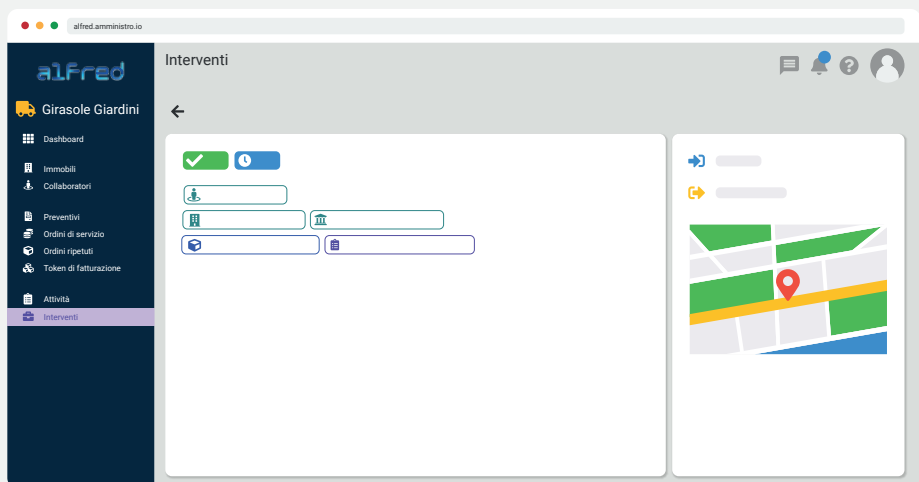 alfred.amministro.io
alfred
Interventi
Girasole Giardini
Dashboard
Immobili
Collaboratori
Preventivi
Ordini di servizio
Ordini ripetuti
Token di fatturazione
Attività
Interventi